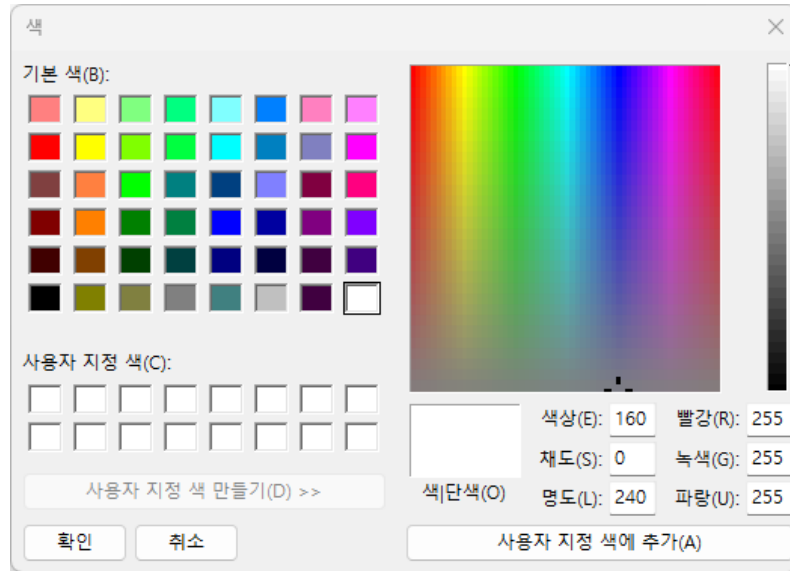 색
기본 색(B):
사용자 지정 색(C):
사용자 지정 색 만들기(D) >>
확인 취소
색상(E): 160 빨강(R): 255
채도(S): 0 녹색(G): 255
색|단색(O) 명도(L): 240 파랑(U): 255
사용자 지정 색에 추가(A)